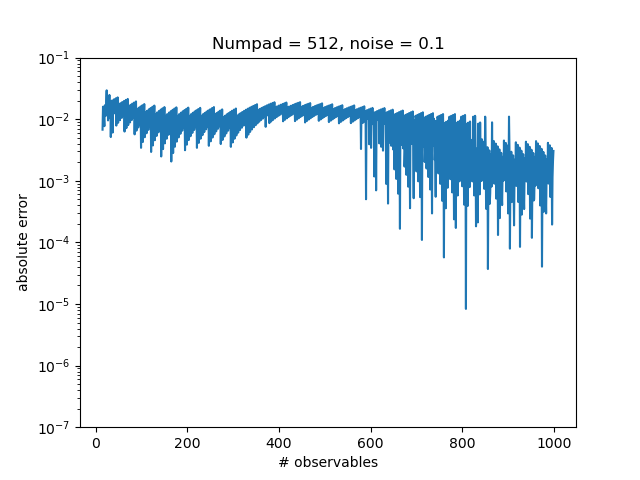 Numpad = 512, noise = 0.1
absolute error
10⁻¹
10⁻²
10⁻³
10⁻⁴
10⁻⁵
10⁻⁶
10⁻⁷
0 200 400 600 800 1000
# observables